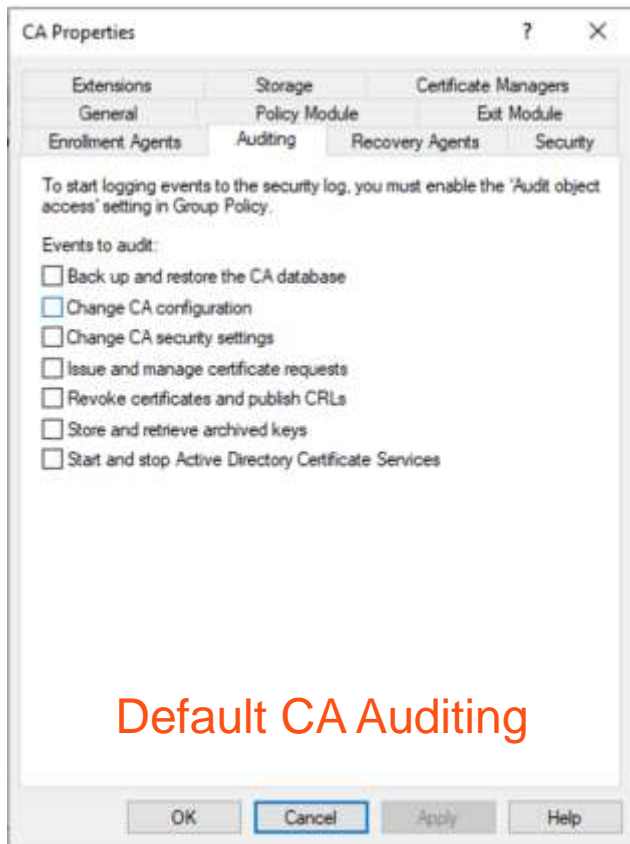 CA Properties
? X
Extensions Storage Certificate Managers
General Policy Module Exit Module
Enrollment Agents Auditing Recovery Agents Security
To start logging events to the security log, you must enable the 'Audit object
access' setting in Group Policy.
Events to audit:
Back up and restore the CA database
Change CA configuration
Change CA security settings
Issue and manage certificate requests
Revoke certificates and publish CRLs
Store and retrieve archived keys
Start and stop Active Directory Certificate Services
Default CA Auditing
OK Cancel Apply Help